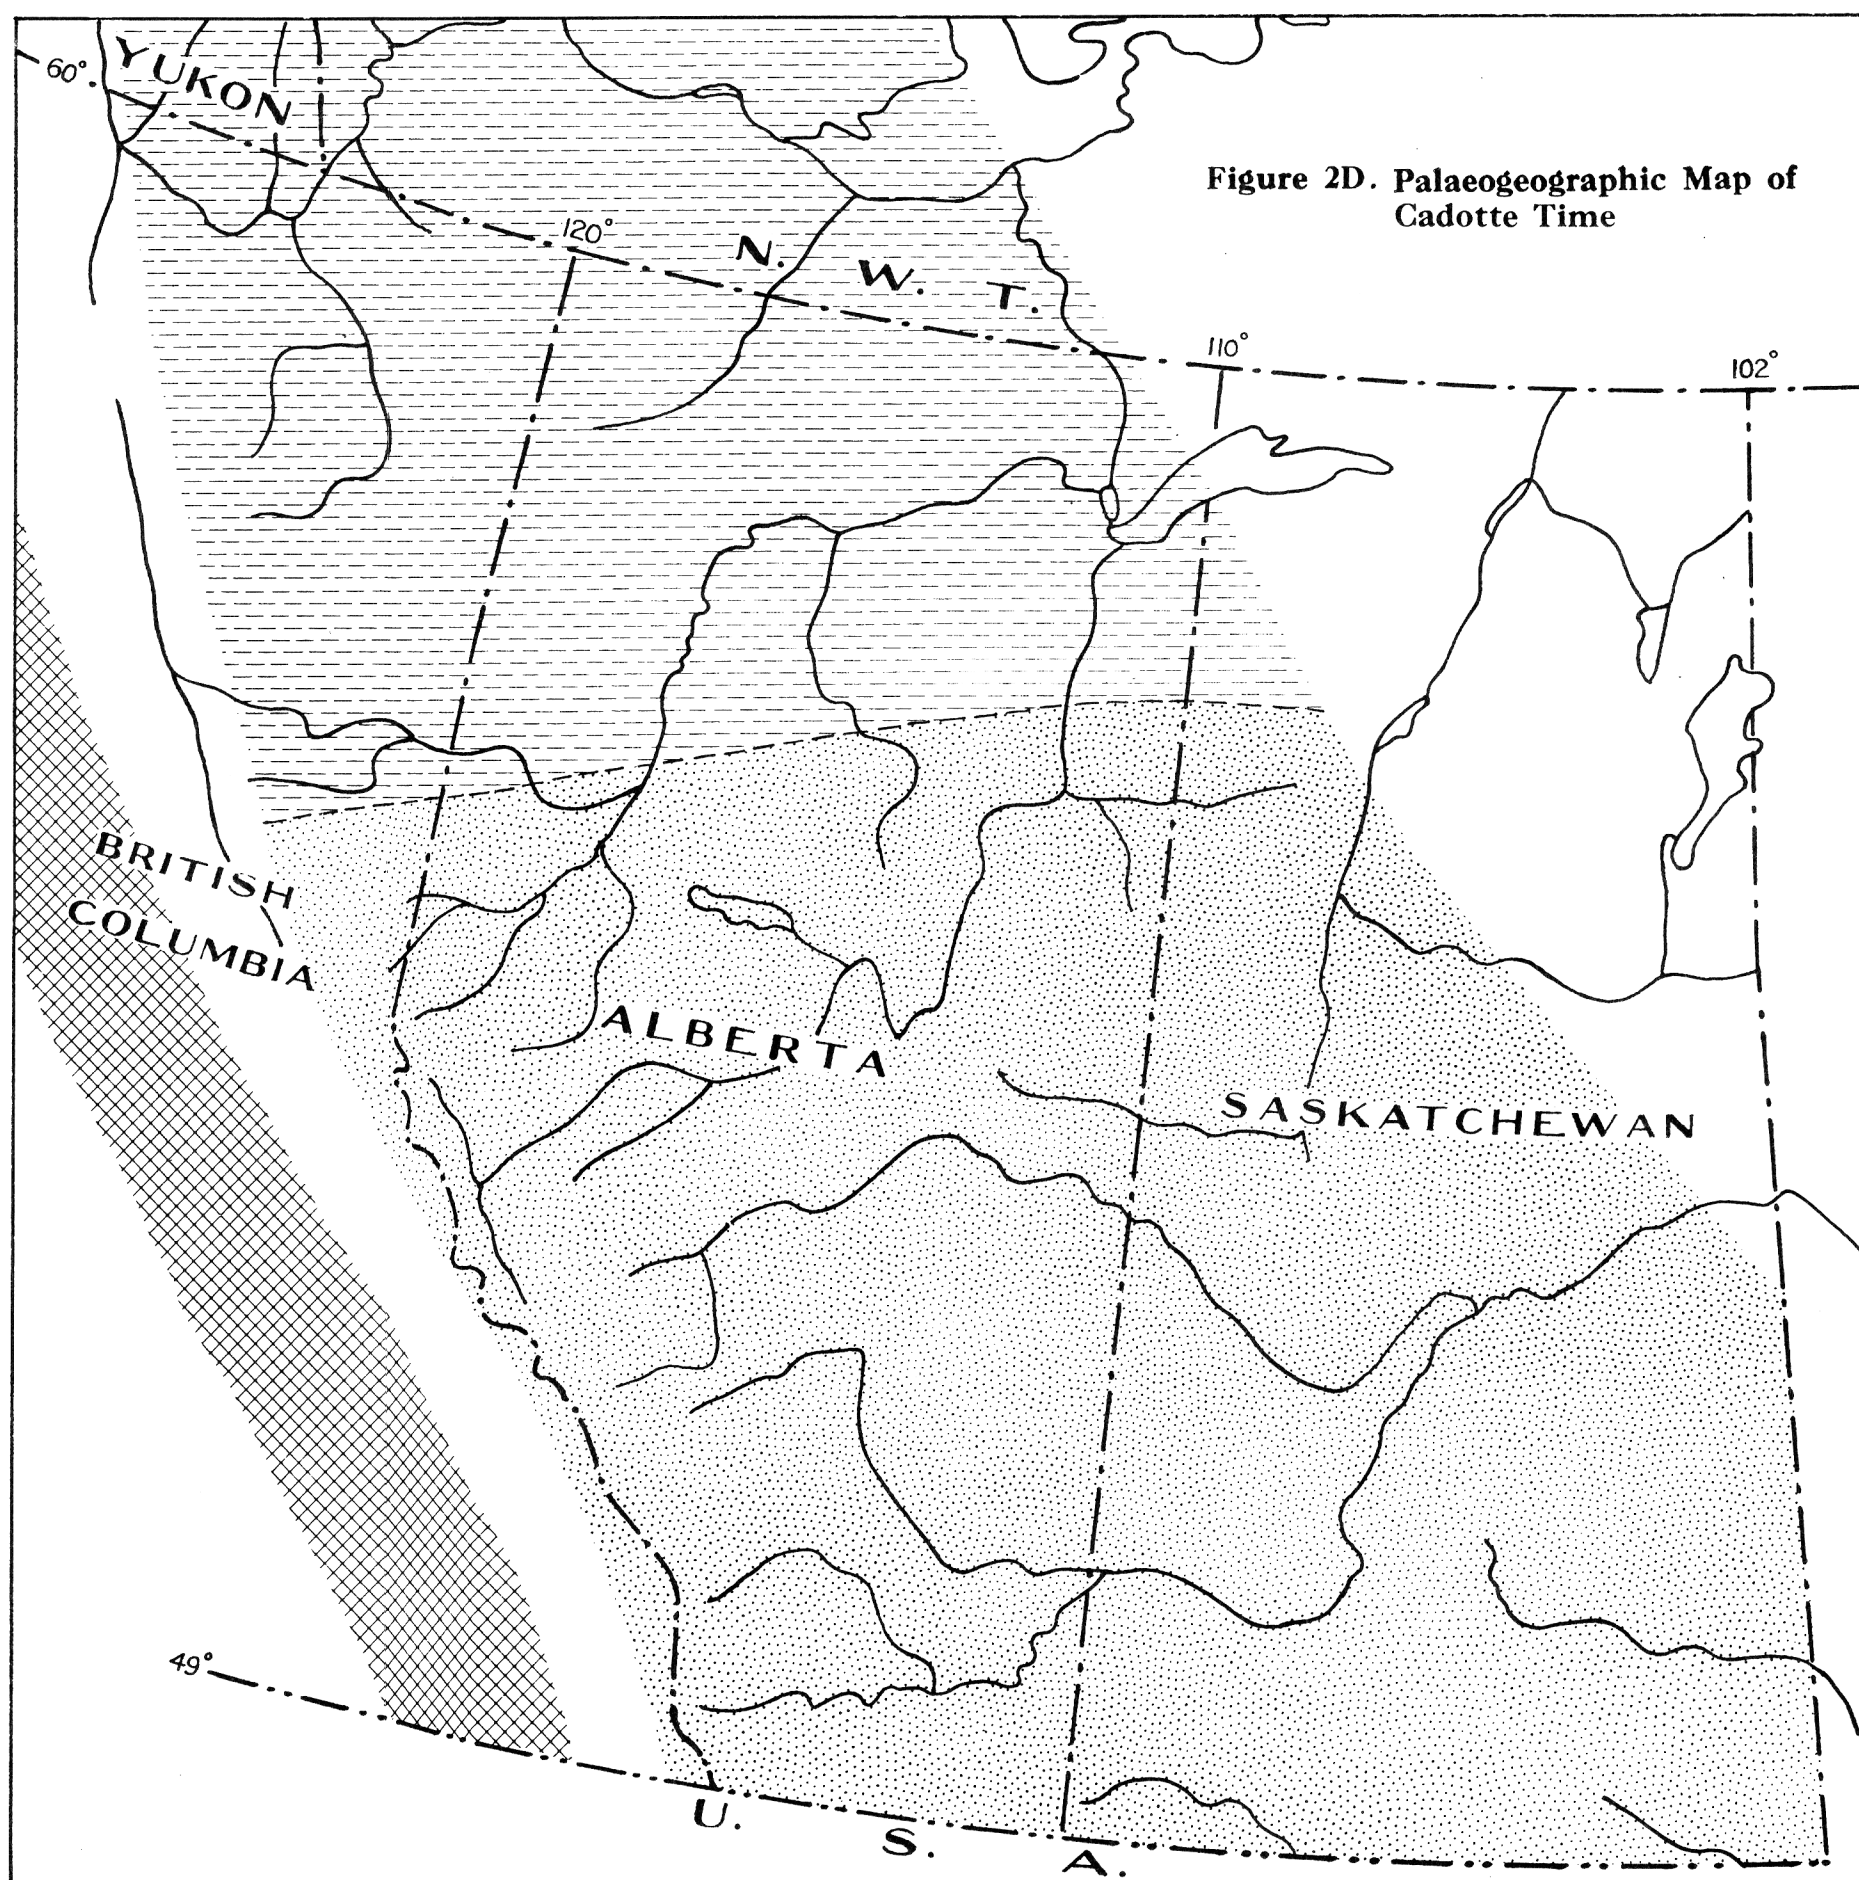 60°
YUKON
Figure 2D. Palaeogeographic Map of
Cadotte Time
120°
N. W. T.
110°
102°
BRITISH
COLUMBIA
ALBERTA
SASKATCHEWAN
49°
U. S. A.